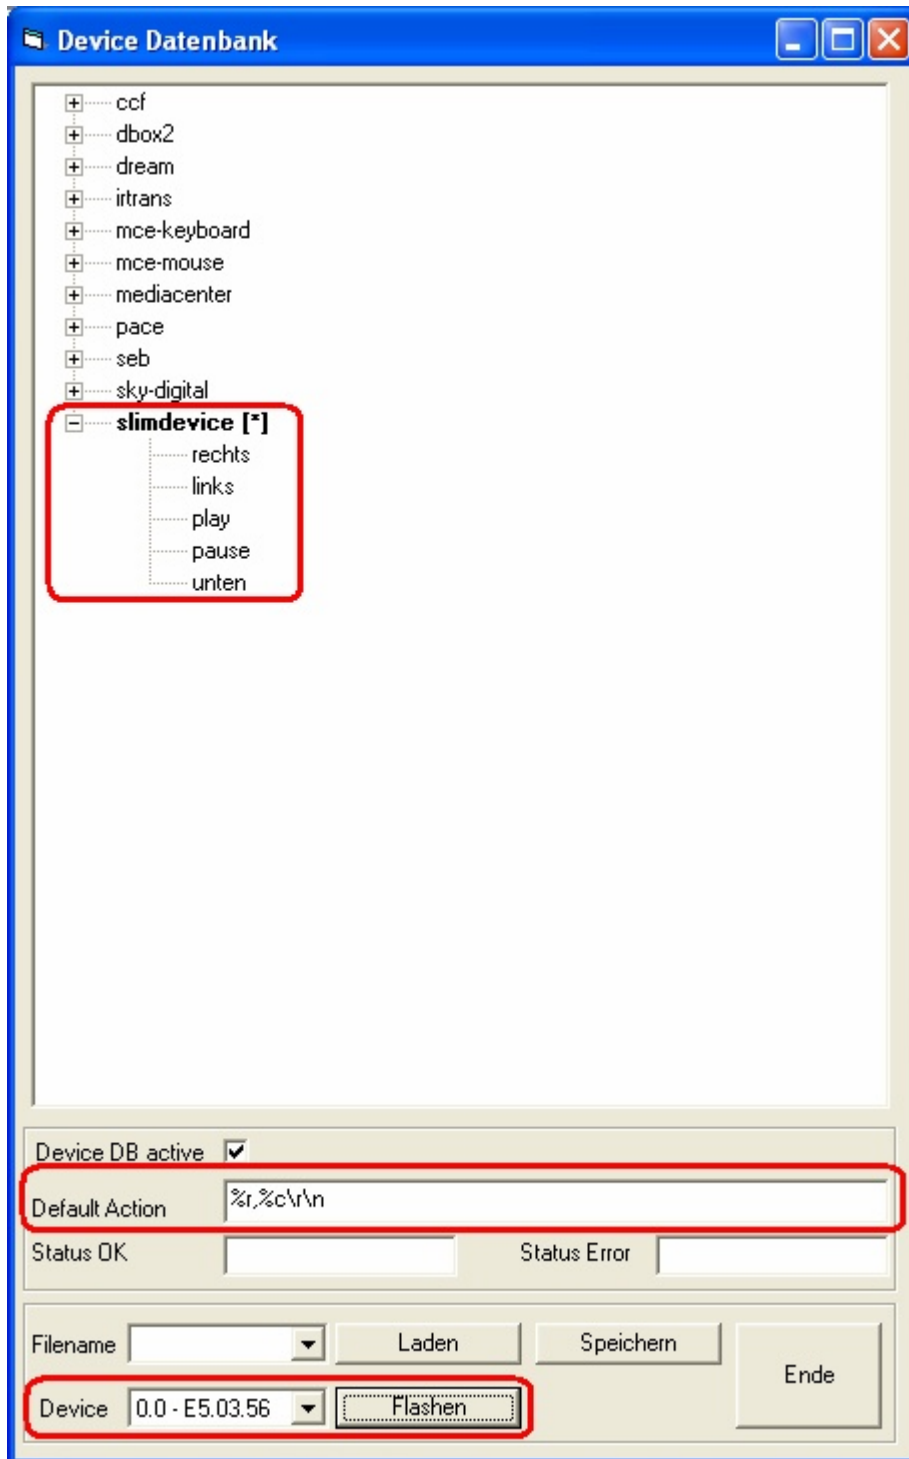 Device Datenbank
ccf
dbox2
dream
irtrans
mce-keyboard
mce-mouse
mediacenter
pace
seb
sky-digital
slimdevice [*]
rechts
links
play
pause
unten
Device DB active
Default Action %r,%c\r\n
Status OK Status Error
Filename Laden Speichern
Ende
Device 0.0 - E5.03.56 Flashen